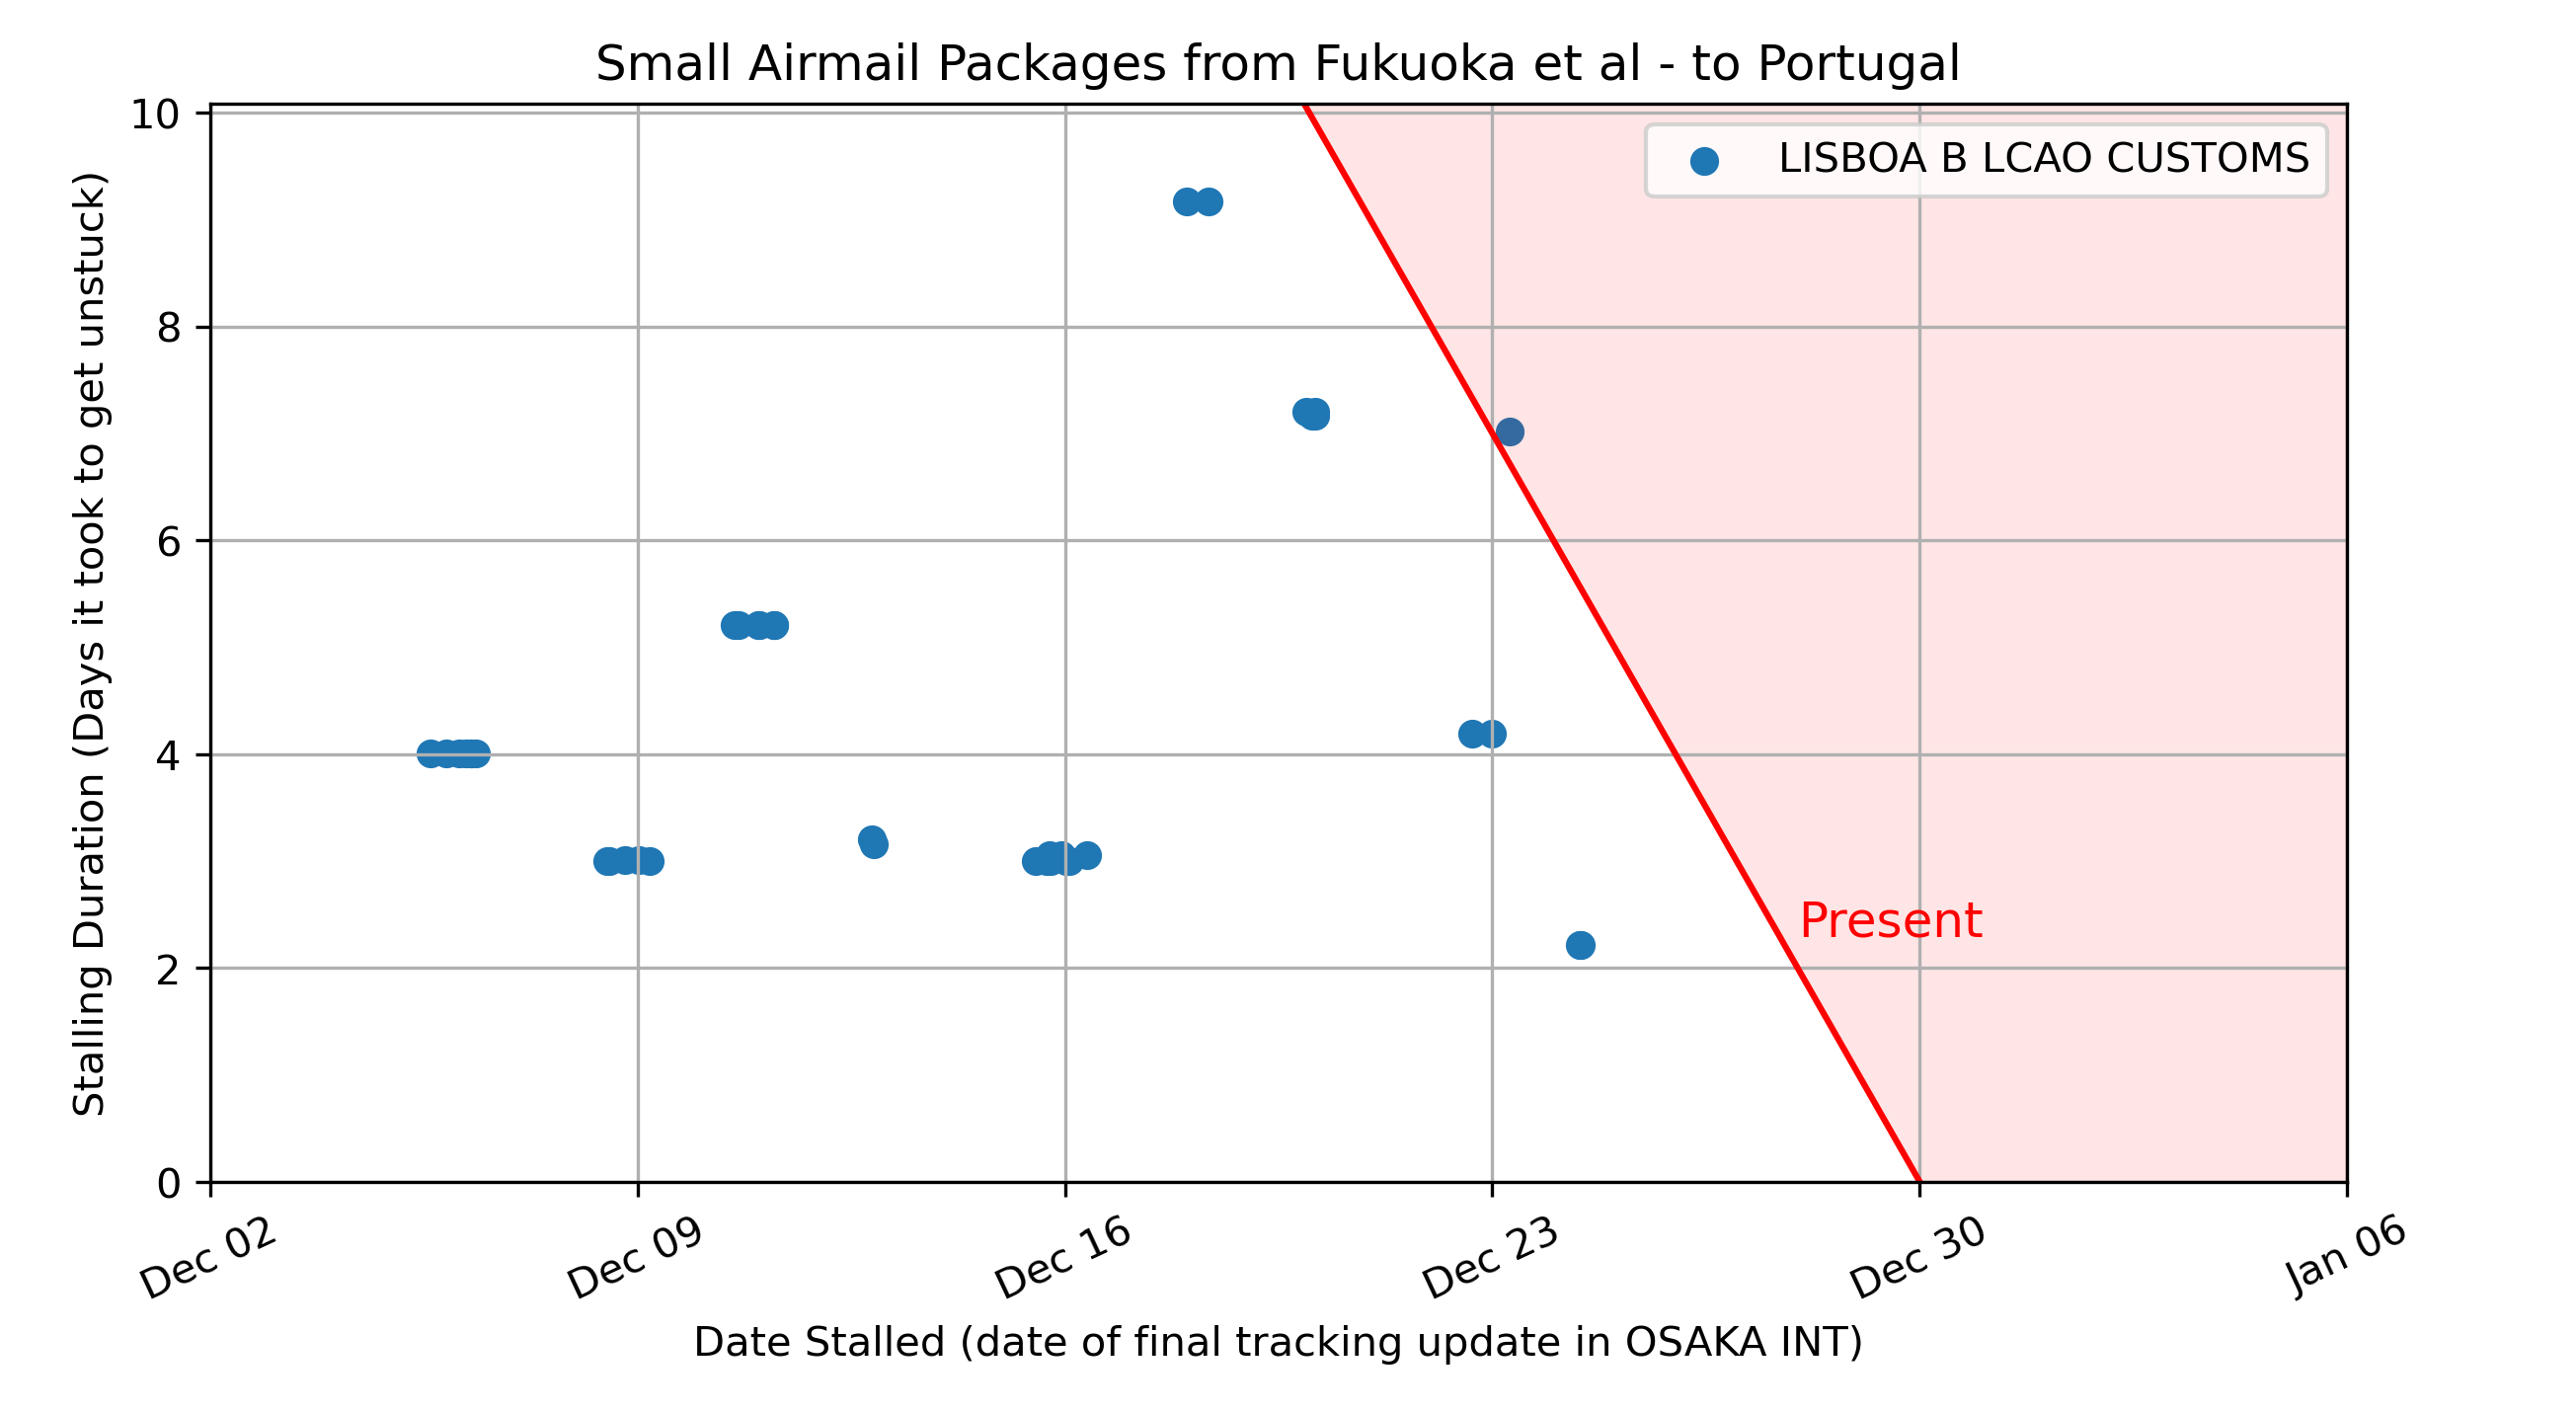 Small Airmail Packages from Fukuoka et al - to Portugal
LISBOA B LCAO CUSTOMS
Stalling Duration (Days it took to get unstuck)
10
8
6
4
2
0
Present
Dec 02
Dec 09
Dec 16
Dec 23
Dec 30
Jan 06
Date Stalled (date of final tracking update in OSAKA INT)